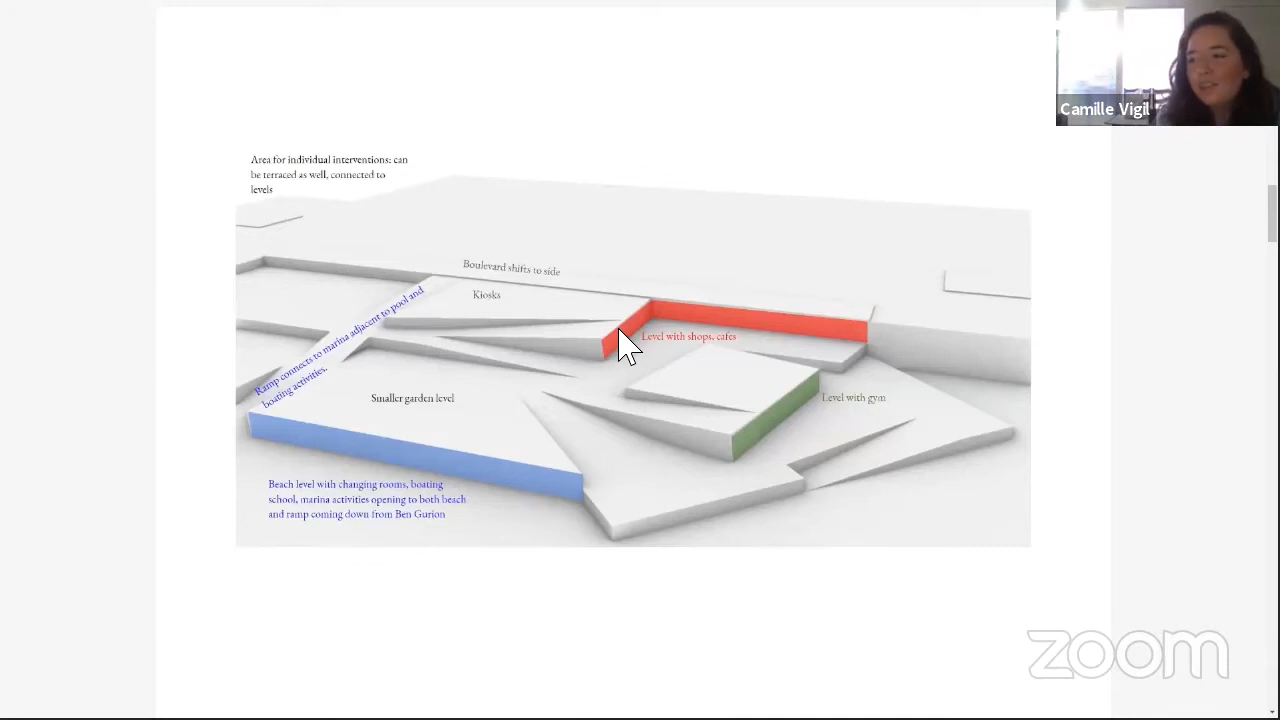 Camille Vigil
Area for individual interventions: can
be terraced as well, connected to
levels
Boulevard shifts to side
Kiosks
Ramp connects to marina adjacent to pool and
boating activities.
Level with shops, cafes
Smaller garden level
Level with gym
Beach level with changing rooms, boating
school, marina activities opening to both beach
and ramp coming down from Ben Gurion
zoom